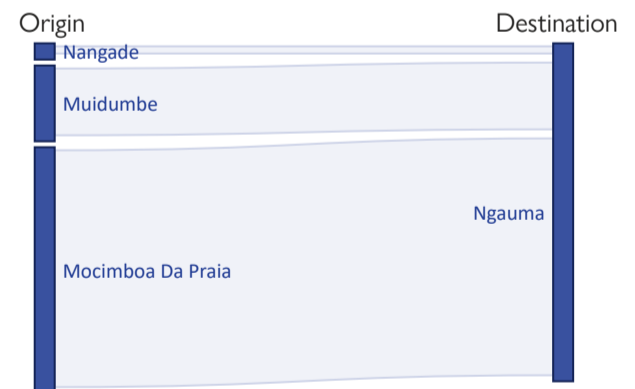 Origin
Destination
Nangade
Muidumbe
Ngauma
Mocimboa Da Praia